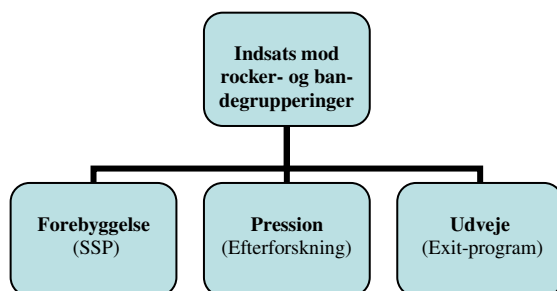 Indsats mod
rocker- og ban-
degrupperinger
Forebyggelse
(SSP)
Pression
(Efterforskning)
Udveje
(Exit-program)